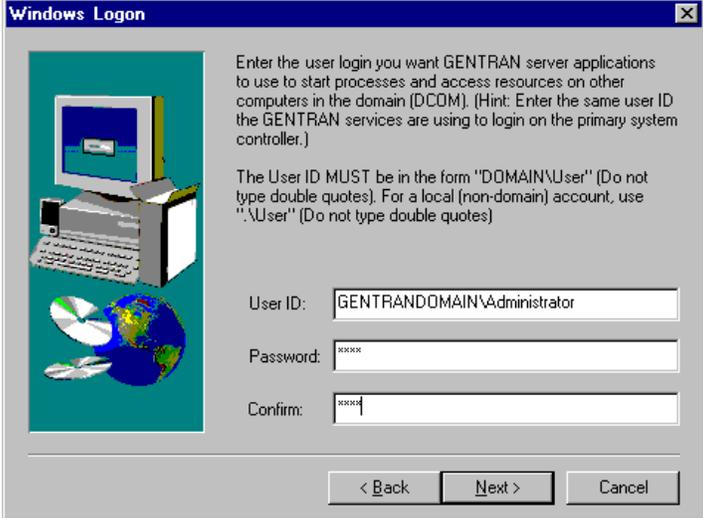 Windows Logon
Enter the user login you want GENTRAN server applications
to use to start processes and access resources on other
computers in the domain (DCOM). (Hint: Enter the same user ID
the GENTRAN services are using to login on the primary system
controller.)
The User ID MUST be in the form "DOMAIN\User" (Do not
type double quotes). For a local (non-domain) account, use
".\User" (Do not type double quotes)
User ID: GENTRANDOMAIN\Administrator
Password: ****
Confirm: ****
< Back Next > Cancel